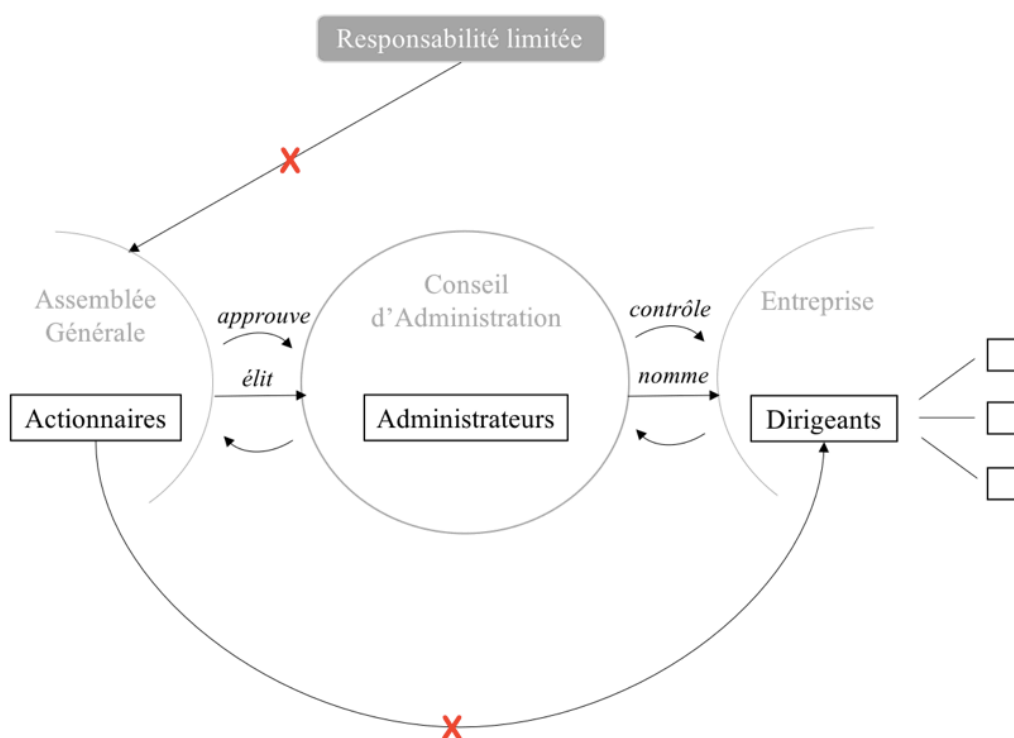 Responsabilité limitée
Assemblée
Générale
approuve
élit
Actionnaires
Conseil
d’Administration
Administrateurs
contrôle
nomme
Entreprise
Dirigeants